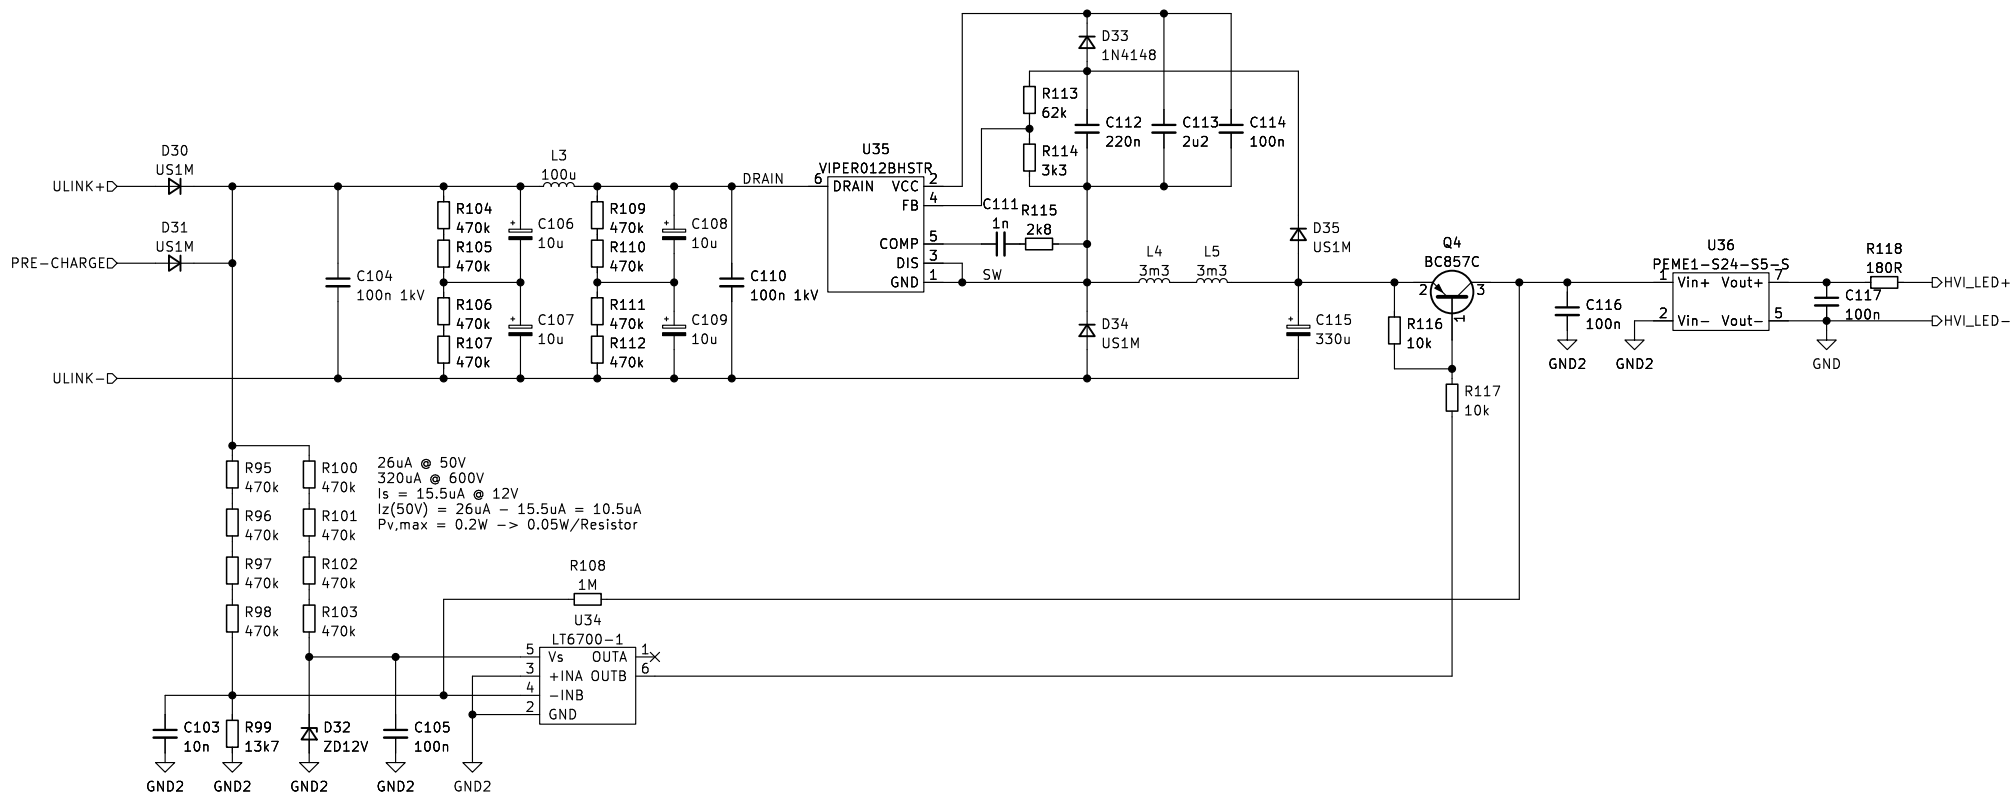 D33
1N4148
R113
62k
C112
220n
C113
2u2
C114
100n
D30
US1M
L3
100u
U35
VIPER012BHSTR
R114
3k3
ULINK+
DRAIN
6
DRAIN
VCC
2
FB
4
COMP
5
DIS
3
GND
1
R104
470k
C106
10u
R109
470k
C108
10u
C111
1n
R115
2k8
D31
US1M
R105
470k
R110
470k
D35
US1M
Q4
BC857C
U36
PEME1-S24-S5-S
R118
180R
PRE-CHARGE
C104
100n 1kV
C110
100n 1kV
SW
L4
3m3
L5
3m3
2
3
1
1
Vin+
Vout+
7
2
Vin-
Vout-
5
HVI_LED+
HVI_LED-
C117
100n
R106
470k
C107
10u
R111
470k
C109
10u
D34
US1M
C115
330u
R116
10k
C116
100n
R107
470k
R112
470k
GND2
GND2
GND
ULINK-
R117
10k
R95
470k
R100
470k
26uA @ 50V
320uA @ 600V
Is = 15.5uA @ 12V
Iz(50V) = 26uA - 15.5uA = 10.5uA
Pv,max = 0.2W -> 0.05W/Resistor
R96
470k
R101
470k
R97
470k
R102
470k
R108
1M
R98
470k
R103
470k
U34
LT6700-1
5
Vs
OUTA
1
3
+INA
OUTB
6
4
-INB
2
GND
C103
10n
R99
13k7
D32
ZD12V
C105
100n
GND2
GND2
GND2
GND2
GND2